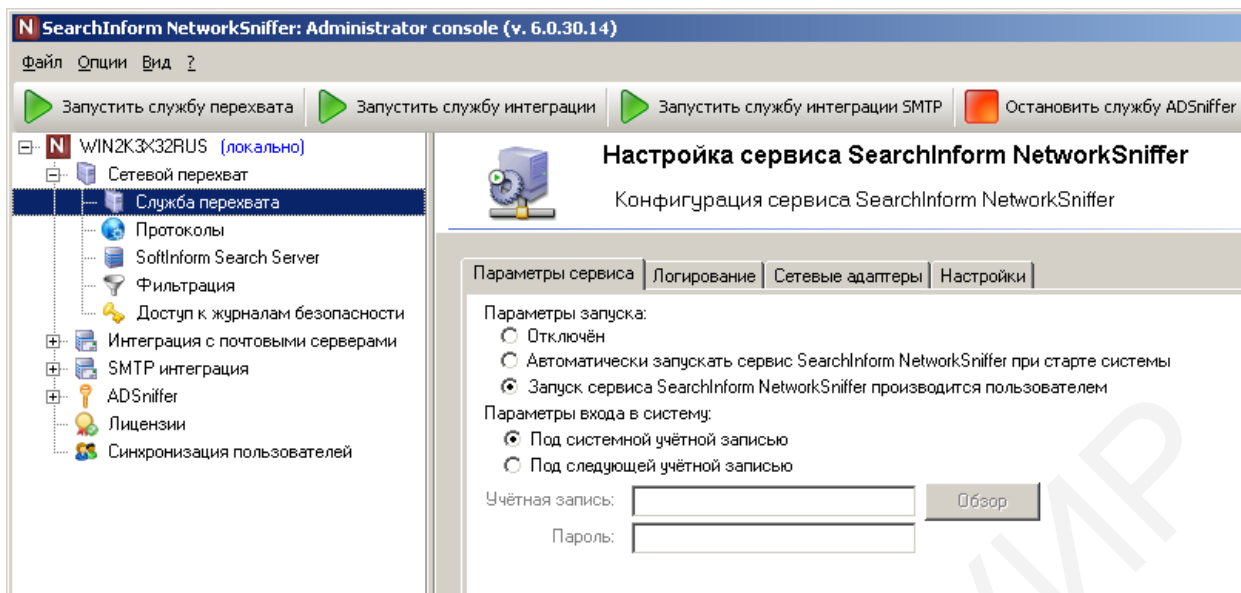 SearchInform NetworkSniffer: Administrator console (v. 6.0.30.14)
Файл Опции Вид ?
Запустить службу перехвата Запустить службу интеграции Запустить службу интеграции SMTP Остановить службу ADSniffer
WIN2K3X32RUS (локально)
Сетевой перехват
Служба перехвата
Протоколы
SoftInform Search Server
Фильтрация
Доступ к журналам безопасности
Интеграция с почтовыми серверами
SMTP интеграция
ADSniffer
Лицензии
Синхронизация пользователей
Настройка сервиса SearchInform NetworkSniffer
Конфигурация сервиса SearchInform NetworkSniffer
Параметры сервиса Логирование Сетевые адаптеры Настройки
Параметры запуска:
Отключён
Автоматически запускать сервис SearchInform NetworkSniffer при старте системы
Запуск сервиса SearchInform NetworkSniffer производится пользователем
Параметры входа в систему:
Под системной учётной записью
Под следующей учётной записью
Учётная запись: Обзор
Пароль: